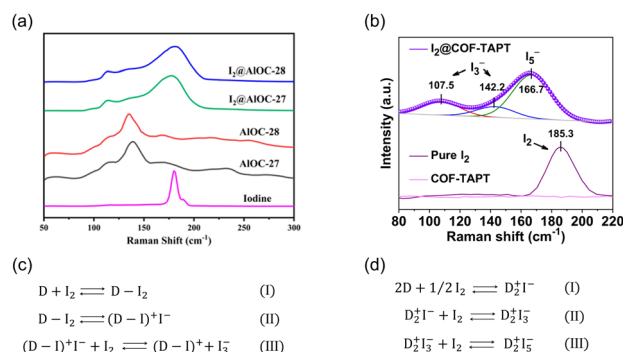 (a)
I₂@AlOC-28
I₂@AlOC-27
AlOC-28
AlOC-27
Iodine
50 100 150 200 250 300
Raman Shift (cm⁻¹)
(b)
Intensity (a.u.)
I₂@COF-TAPT
I₃⁻
I₅⁻
107.5
142.2
166.7
185.3
I₂
Pure I₂
COF-TAPT
80 100 120 140 160 180 200 220
Raman shift (cm⁻¹)
(c)
D + I₂ ⇌ D − I₂ (I)
D − I₂ ⇌ (D − I)⁺I⁻ (II)
(D − I)⁺I⁻ + I₂ ⇌ (D − I)⁺ + I₃⁻ (III)
(d)
2D + 1/2 I₂ ⇌ D₂⁺I⁻ (I)
D₂⁺I⁻ + I₂ ⇌ D₂⁺I₃⁻ (II)
D₂⁺I₃⁻ + I₂ ⇌ D₂⁺I₅⁻ (III)